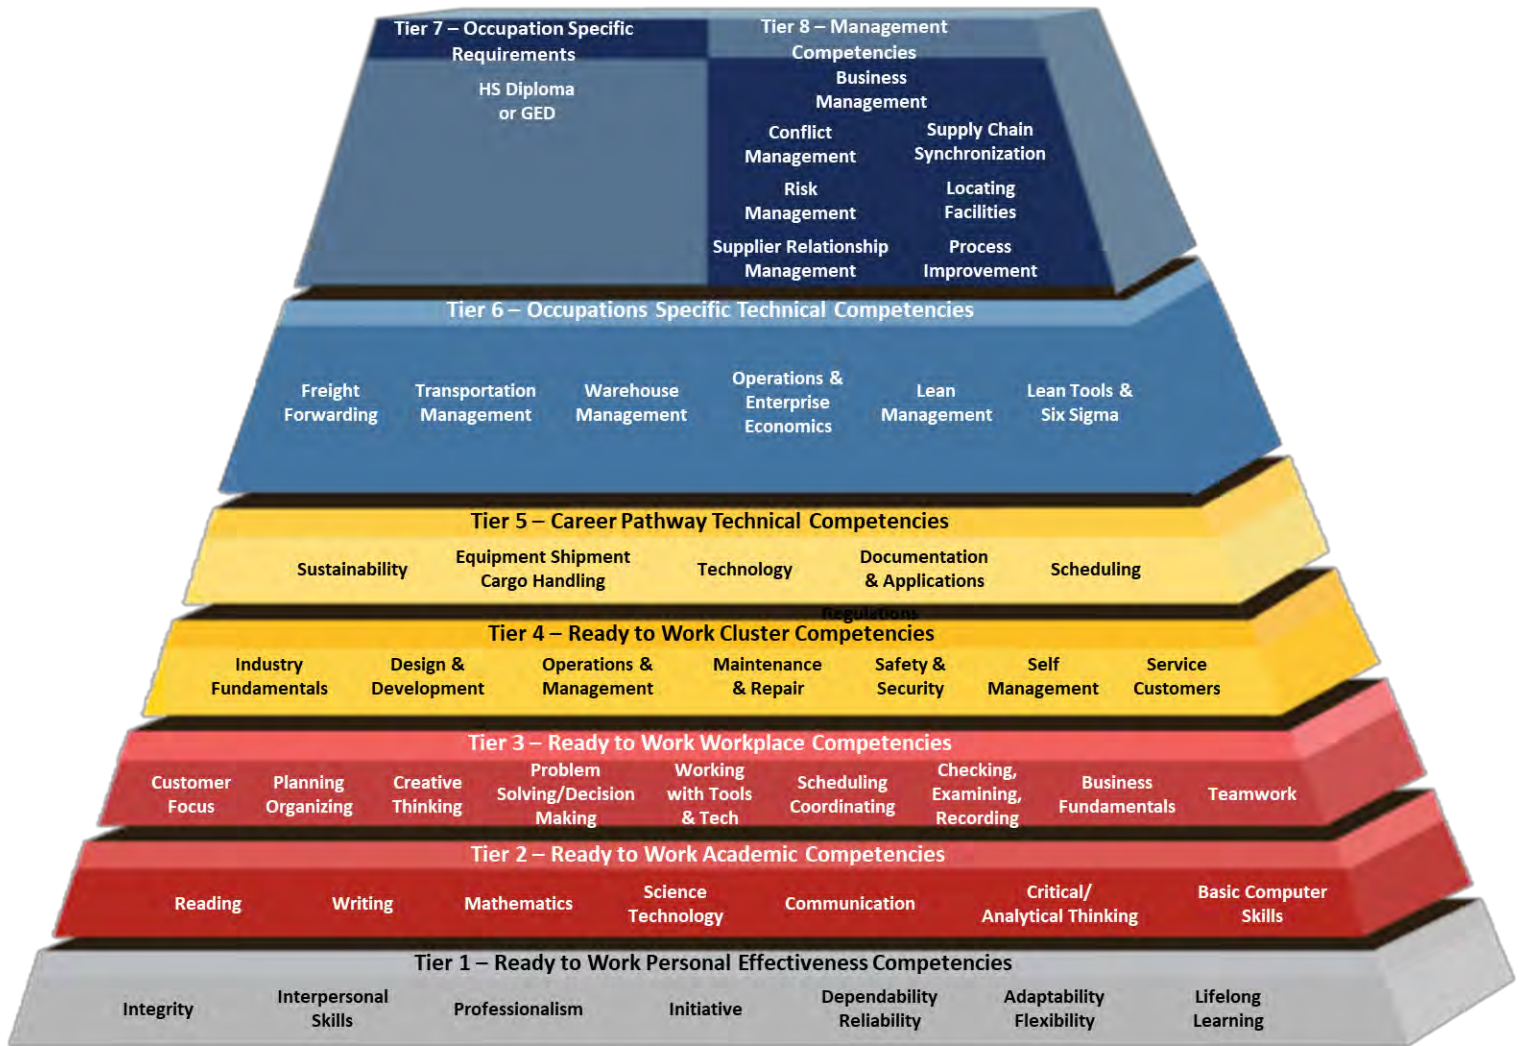 Tier 7 – Occupation Specific
Requirements
HS Diploma
or GED
Tier 8 – Management
Competencies
Business
Management
Conflict
Management
Supply Chain
Synchronization
Risk
Management
Locating
Facilities
Supplier Relationship
Management
Process
Improvement
Tier 6 – Occupations Specific Technical Competencies
Freight
Forwarding
Transportation
Management
Warehouse
Management
Operations &
Enterprise
Economics
Lean
Management
Lean Tools &
Six Sigma
Tier 5 – Career Pathway Technical Competencies
Sustainability
Equipment Shipment
Cargo Handling
Technology
Documentation
& Applications
Scheduling
Regulations
Tier 4 – Ready to Work Cluster Competencies
Industry
Fundamentals
Design &
Development
Operations &
Management
Maintenance
& Repair
Safety &
Security
Self
Management
Service
Customers
Tier 3 – Ready to Work Workplace Competencies
Customer
Focus
Planning
Organizing
Creative
Thinking
Problem
Solving/Decision
Making
Working
with Tools
& Tech
Scheduling
Coordinating
Checking,
Examining,
Recording
Business
Fundamentals
Teamwork
Tier 2 – Ready to Work Academic Competencies
Reading
Writing
Mathematics
Science
Technology
Communication
Critical/
Analytical Thinking
Basic Computer
Skills
Tier 1 – Ready to Work Personal Effectiveness Competencies
Integrity
Interpersonal
Skills
Professionalism
Initiative
Dependability
Reliability
Adaptability
Flexibility
Lifelong
Learning